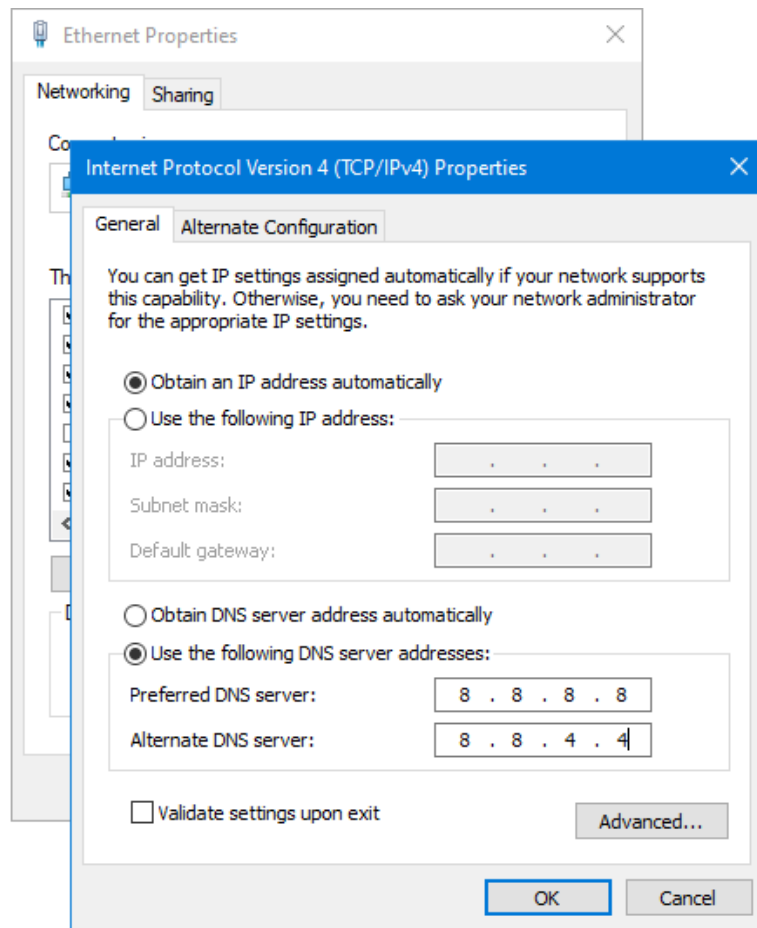 Ethernet Properties
Networking
Sharing
Internet Protocol Version 4 (TCP/IPv4) Properties
General
Alternate Configuration
You can get IP settings assigned automatically if your network supports
this capability. Otherwise, you need to ask your network administrator
for the appropriate IP settings.
Obtain an IP address automatically
Use the following IP address:
IP address:
. . .
Subnet mask:
. . .
Default gateway:
. . .
Obtain DNS server address automatically
Use the following DNS server addresses:
Preferred DNS server:
8 . 8 . 8 . 8
Alternate DNS server:
8 . 8 . 4 . 4
Validate settings upon exit
Advanced...
OK
Cancel